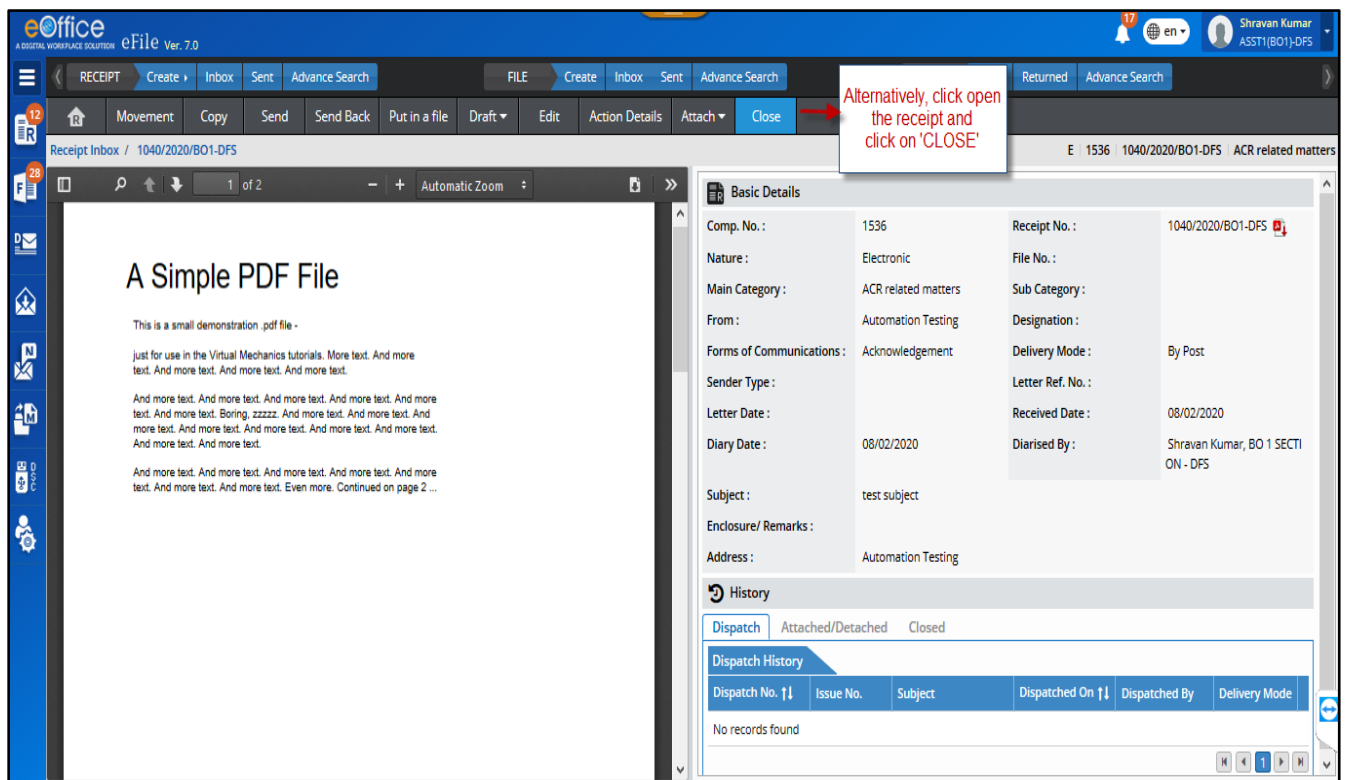 eOffice
A DIGITAL WORKPLACE SOLUTION eFile Ver. 7.0
17
en
Shravan Kumar
ASST1(BO1)-DFS
RECEIPT Create Inbox Sent Advance Search FILE Create Inbox Sent Advance Search Returned Advance Search
Alternatively, click open
the receipt and
click on 'CLOSE'
12
R
R Movement Copy Send Send Back Put in a file Draft Edit Action Details Attach Close
Receipt Inbox / 1040/2020/BO1-DFS
E 1536 1040/2020/BO1-DFS ACR related matters
28
F
D
N
M
DSC
1 of 2 Automatic Zoom
A Simple PDF File
This is a small demonstration .pdf file -
just for use in the Virtual Mechanics tutorials. More text. And more
text. And more text. And more text. And more text.
And more text. And more text. And more text. And more text. And more
text. And more text. Boring, zzzzz. And more text. And more text. And
more text. And more text. And more text. And more text. And more text.
And more text. And more text.
And more text. And more text. And more text. And more text. And more
text. And more text. And more text. Even more. Continued on page 2 ...
R Basic Details
Comp. No. : 1536 Receipt No. : 1040/2020/BO1-DFS
Nature : Electronic File No. :
Main Category : ACR related matters Sub Category :
From : Automation Testing Designation :
Forms of Communications : Acknowledgement Delivery Mode : By Post
Sender Type : Letter Ref. No. :
Letter Date : Received Date : 08/02/2020
Diary Date : 08/02/2020 Diarised By : Shravan Kumar, BO 1 SECTI
ON - DFS
Subject : test subject
Enclosure/ Remarks :
Address : Automation Testing
History
Dispatch Attached/Detached Closed
Dispatch History
Dispatch No. Issue No. Subject Dispatched On Dispatched By Delivery Mode
No records found
1